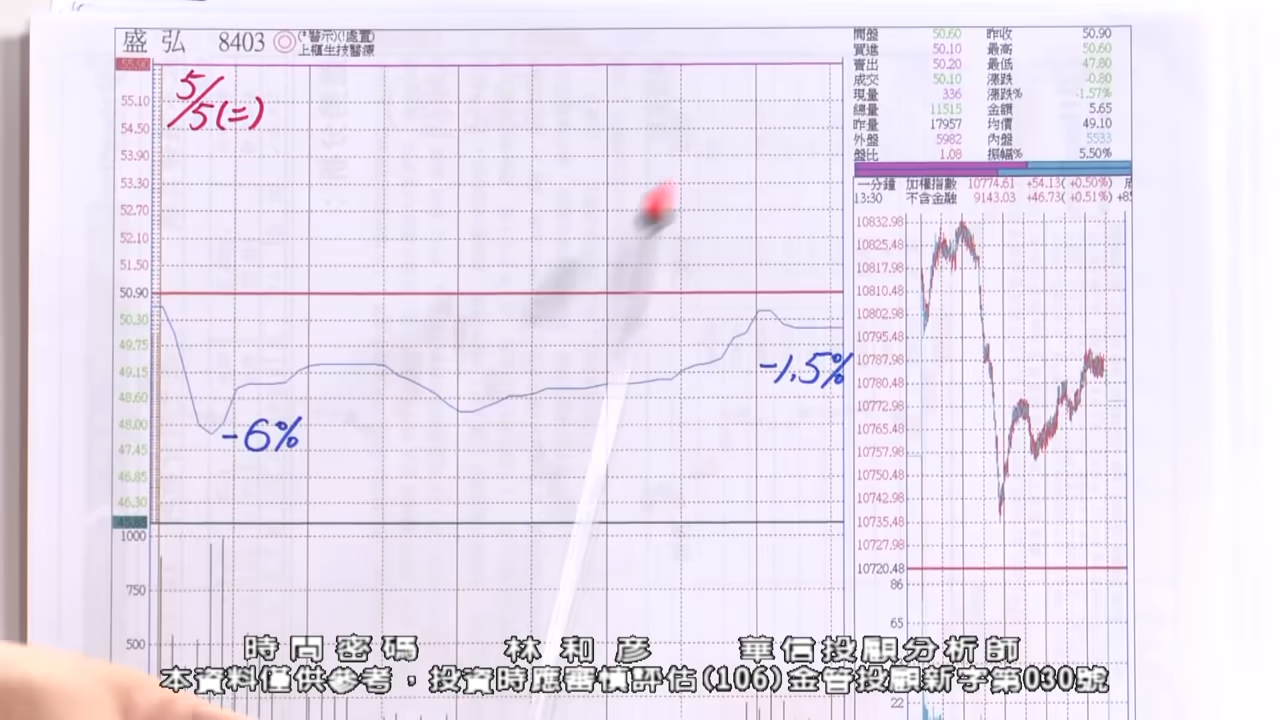 盛弘 8403 ◎ (*警示)(!處置)
上櫃生技醫療
5/5(二)
55.90
55.10
54.50
53.90
53.30
52.70
52.10
51.50
50.90
50.30
49.75
49.15
48.60
48.00
47.45
46.85
46.30
45.85
1000
750
500
-6%
-1.5%
開盤 50.60 昨收 50.90
買進 50.10 最高 50.60
賣出 50.20 最低 47.80
成交 50.10 漲跌 -0.80
現量 336 漲跌% -1.57%
總量 11515 金額 5.65
昨量 17957 均價 49.10
外盤 5982 內盤 5533
盤比 1.08 振幅% 5.50%
一分鐘 加權指數 10774.61 +54.13( +0.50%)
13:30 不含金融 9143.03 +46.73( +0.51%)
10832.98
10825.48
10817.98
10810.48
10802.98
10795.48
10787.98
10780.48
10772.98
10765.48
10757.98
10750.48
10742.98
10735.48
10727.98
10720.48
86
65
22
時間密碼 林和彥 華信投顧分析師
本資料僅供參考，投資時應審慎評估(106)金管投顧新字第030號